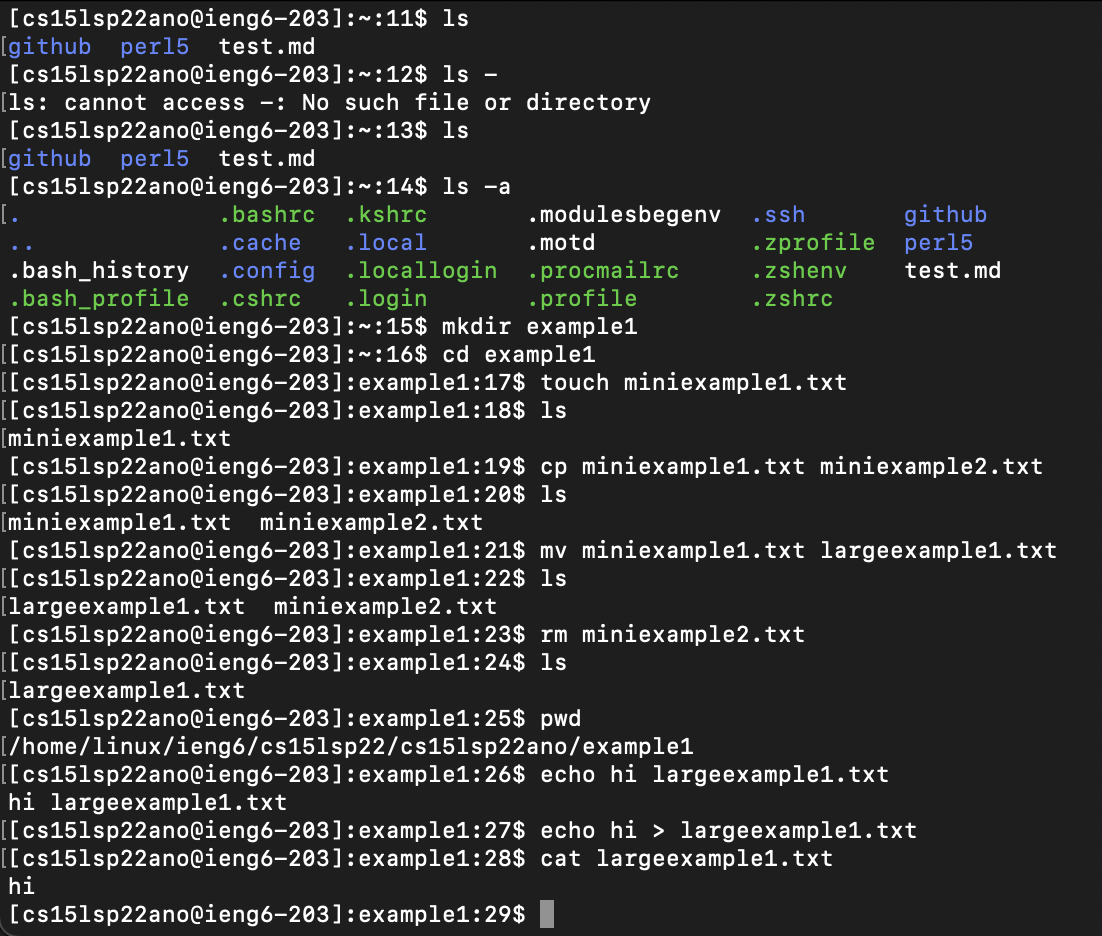 [cs15lsp22ano@ieng6-203]:~:11$ ls
[github  perl5  test.md
[cs15lsp22ano@ieng6-203]:~:12$ ls -
[ls: cannot access -: No such file or directory
[cs15lsp22ano@ieng6-203]:~:13$ ls
[github  perl5  test.md
[cs15lsp22ano@ieng6-203]:~:14$ ls -a
[.              .bashrc  .kshrc       .modulesbegenv  .ssh      github
..             .cache   .local       .motd           .zprofile  perl5
.bash_history  .config  .locallogin  .procmailrc     .zshenv    test.md
.bash_profile  .cshrc   .login       .profile        .zshrc
[cs15lsp22ano@ieng6-203]:~:15$ mkdir example1
[[cs15lsp22ano@ieng6-203]:~:16$ cd example1
[[cs15lsp22ano@ieng6-203]:example1:17$ touch miniexample1.txt
[[cs15lsp22ano@ieng6-203]:example1:18$ ls
[miniexample1.txt
[cs15lsp22ano@ieng6-203]:example1:19$ cp miniexample1.txt miniexample2.txt
[[cs15lsp22ano@ieng6-203]:example1:20$ ls
[miniexample1.txt  miniexample2.txt
[cs15lsp22ano@ieng6-203]:example1:21$ mv miniexample1.txt largeexample1.txt
[[cs15lsp22ano@ieng6-203]:example1:22$ ls
[largeexample1.txt  miniexample2.txt
[cs15lsp22ano@ieng6-203]:example1:23$ rm miniexample2.txt
[[cs15lsp22ano@ieng6-203]:example1:24$ ls
[largeexample1.txt
[cs15lsp22ano@ieng6-203]:example1:25$ pwd
[/home/linux/ieng6/cs15lsp22/cs15lsp22ano/example1
[[cs15lsp22ano@ieng6-203]:example1:26$ echo hi largeexample1.txt
hi largeexample1.txt
[[cs15lsp22ano@ieng6-203]:example1:27$ echo hi > largeexample1.txt
[[cs15lsp22ano@ieng6-203]:example1:28$ cat largeexample1.txt
hi
[cs15lsp22ano@ieng6-203]:example1:29$